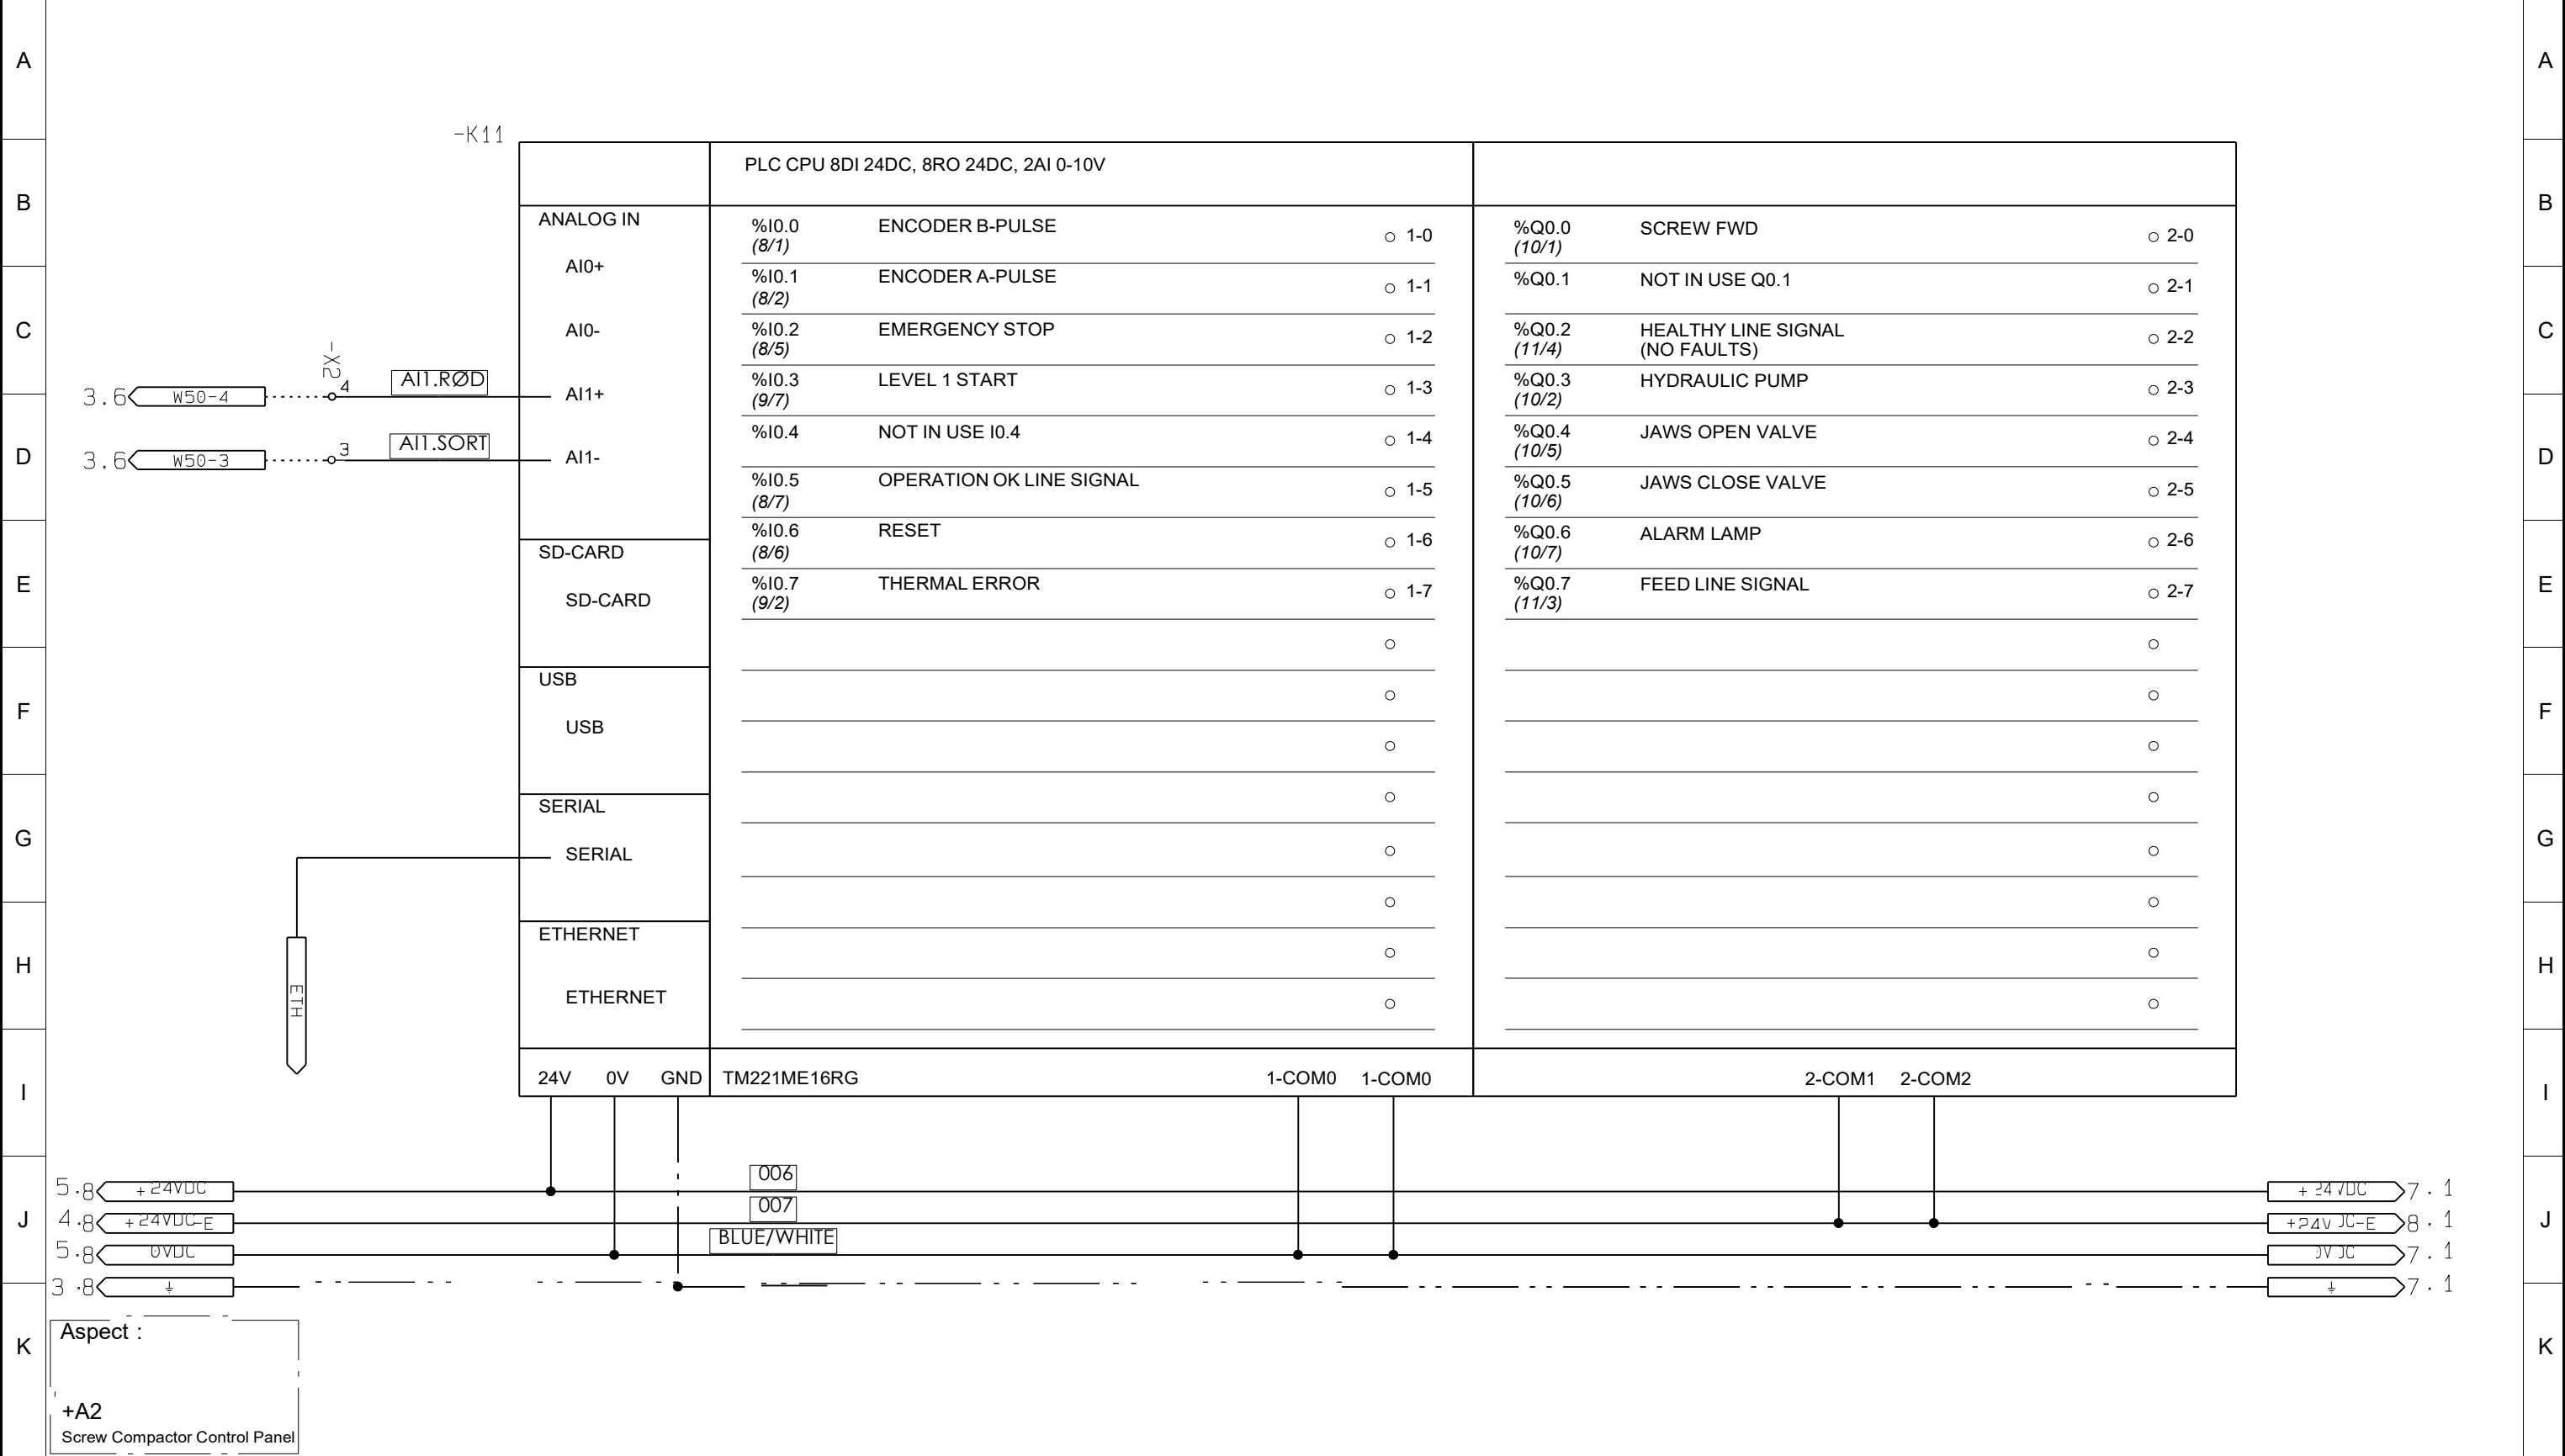 A
A
-K11
PLC CPU 8DI 24DC, 8RO 24DC, 2AI 0-10V
B
B
ANALOG IN
%I0.0 ENCODER B-PULSE 1-0
(8/1)
%Q0.0 SCREW FWD 2-0
(10/1)
AI0+
%I0.1 ENCODER A-PULSE 1-1
(8/2)
%Q0.1 NOT IN USE Q0.1 2-1
C
C
AI0-
%I0.2 EMERGENCY STOP 1-2
(8/5)
%Q0.2 HEALTHY LINE SIGNAL 2-2
(11/4) (NO FAULTS)
-X2
3.6 W50-4 4 AI1.RØD AI1+
%I0.3 LEVEL 1 START 1-3
(9/7)
%Q0.3 HYDRAULIC PUMP 2-3
(10/2)
D
D
3.6 W50-3 3 AI1.SORT AI1-
%I0.4 NOT IN USE I0.4 1-4
%Q0.4 JAWS OPEN VALVE 2-4
(10/5)
%I0.5 OPERATION OK LINE SIGNAL 1-5
(8/7)
%Q0.5 JAWS CLOSE VALVE 2-5
(10/6)
SD-CARD
%I0.6 RESET 1-6
(8/6)
%Q0.6 ALARM LAMP 2-6
(10/7)
E
E
SD-CARD
%I0.7 THERMAL ERROR 1-7
(9/2)
%Q0.7 FEED LINE SIGNAL 2-7
(11/3)
USB
F
F
USB
SERIAL
G
G
SERIAL
ETHERNET
H
H
ETH
ETHERNET
I
I
24V 0V GND TM221ME16RG 1-COM0 1-COM0 2-COM1 2-COM2
006
5.8 +24VDC +24VDC 7.1
007
J
J
4.8 +24VDC-E +24VDC-E 8.1
BLUE/WHITE
5.8 0VDC 0VDC 7.1
3.8 7.1
K
K
Aspect :
+A2
Screw Compactor Control Panel